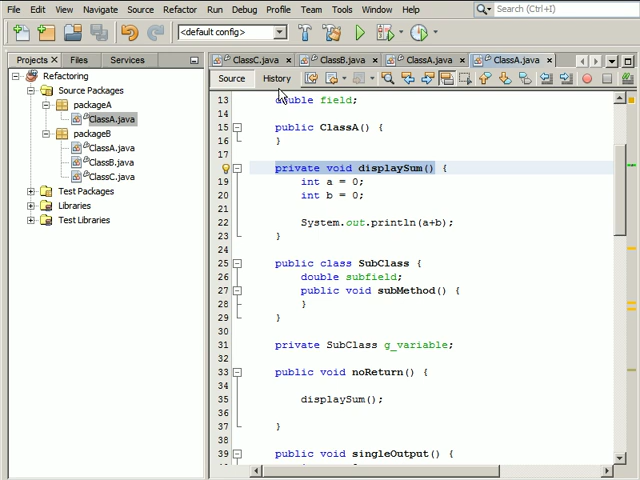 File Edit View Navigate Source Refactor Run Debug Profile Team Tools Window Help Search (Ctrl+I)
<default config>
Projects Files Services
ClassC.java ClassB.java ClassA.java ClassA.java
Source History
Refactoring
Source Packages
packageA
ClassA.java
packageB
ClassA.java
ClassB.java
ClassC.java
Test Packages
Libraries
Test Libraries
13 double field;
14
15 public ClassA() {
16 }
17
private void displaySum() {
19 int a = 0;
20 int b = 0;
21
22 System.out.println(a+b);
23 }
24
25 public class SubClass {
26 double subfield;
27 public void subMethod() {
28 }
29 }
30
31 private SubClass g_variable;
32
33 public void noReturn() {
34
35 displaySum();
36
37 }
38
39 public void singleOutput() {